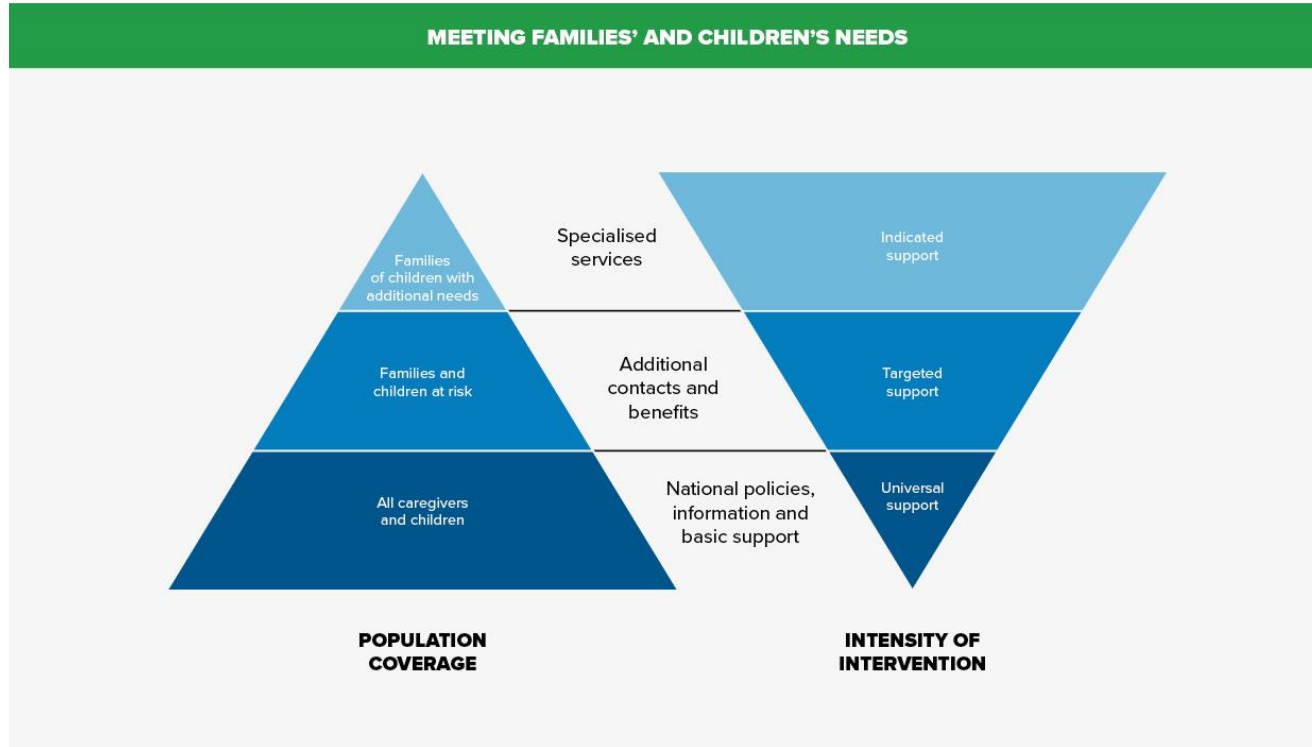 MEETING FAMILIES’ AND CHILDREN’S NEEDS
Families
of children with
additional needs
Specialised
services
Indicated
support
Families and
children at risk
Additional
contacts and
benefits
Targeted
support
All caregivers
and children
National policies,
information and
basic support
Universal
support
POPULATION
COVERAGE
INTENSITY OF
INTERVENTION